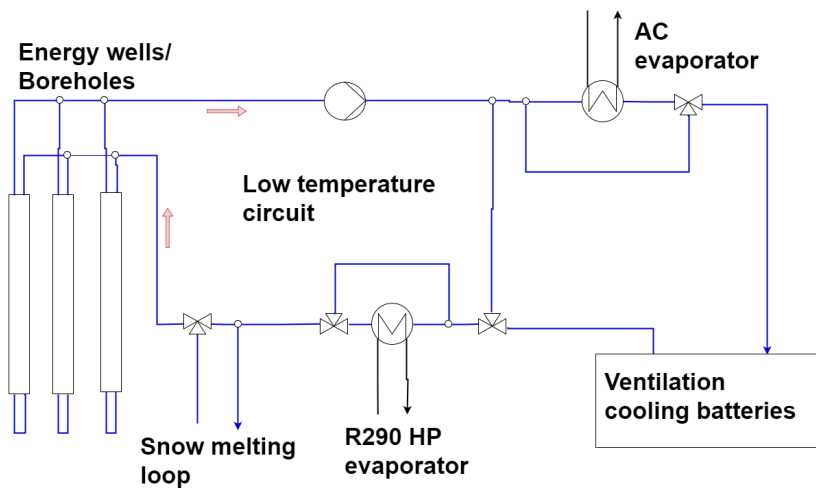 Energy wells/
Boreholes
AC
evaporator
Low temperature
circuit
Ventilation
cooling batteries
Snow melting
loop
R290 HP
evaporator